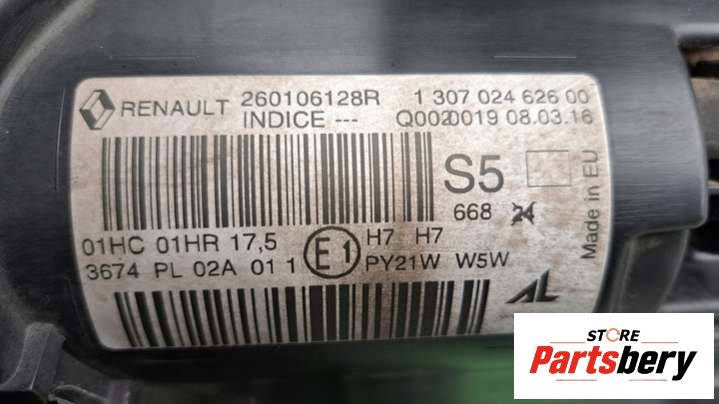 RENAULT 260106128R 1 307 024 626 00
INDICE --- Q0020019 08.03.16
S5
668 24
Made in EU
01HC 01HR 17,5 E1 H7 H7
3674 PL 02A 01 1 PY21W W5W
AL
STORE
Partsbery